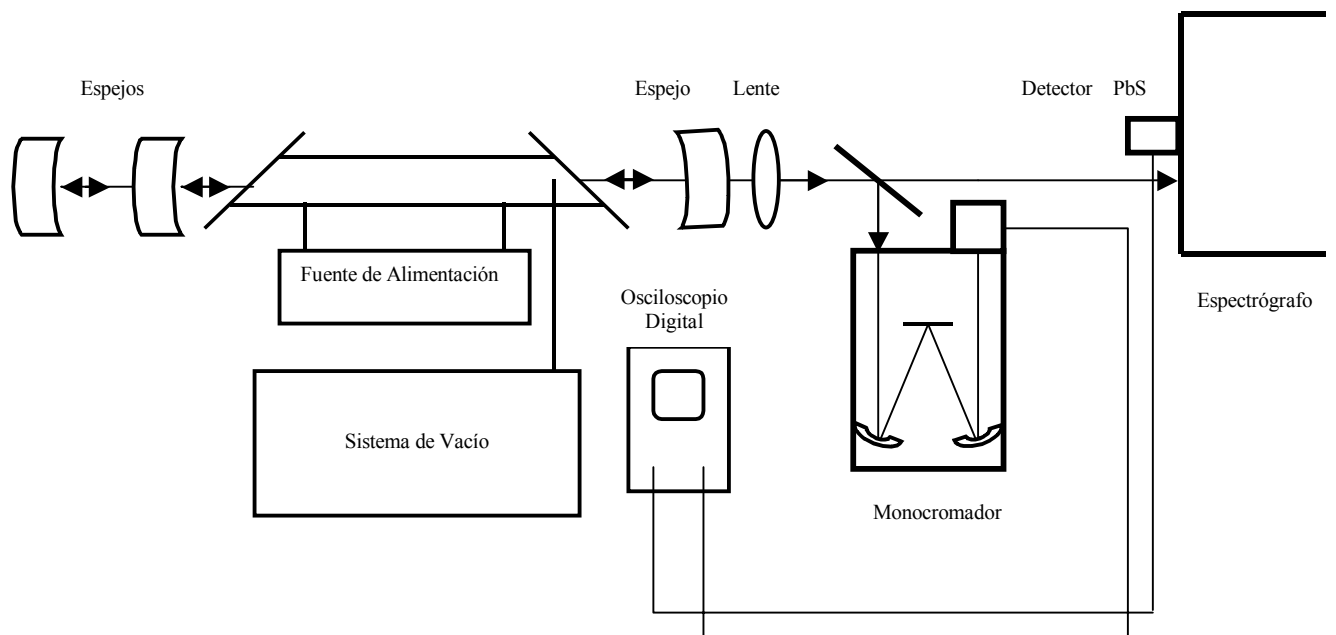 Espejos
Espejo
Lente
Detector PbS
Fuente de Alimentación
Osciloscopio
Digital
Espectrógrafo
Sistema de Vacío
Monocromador